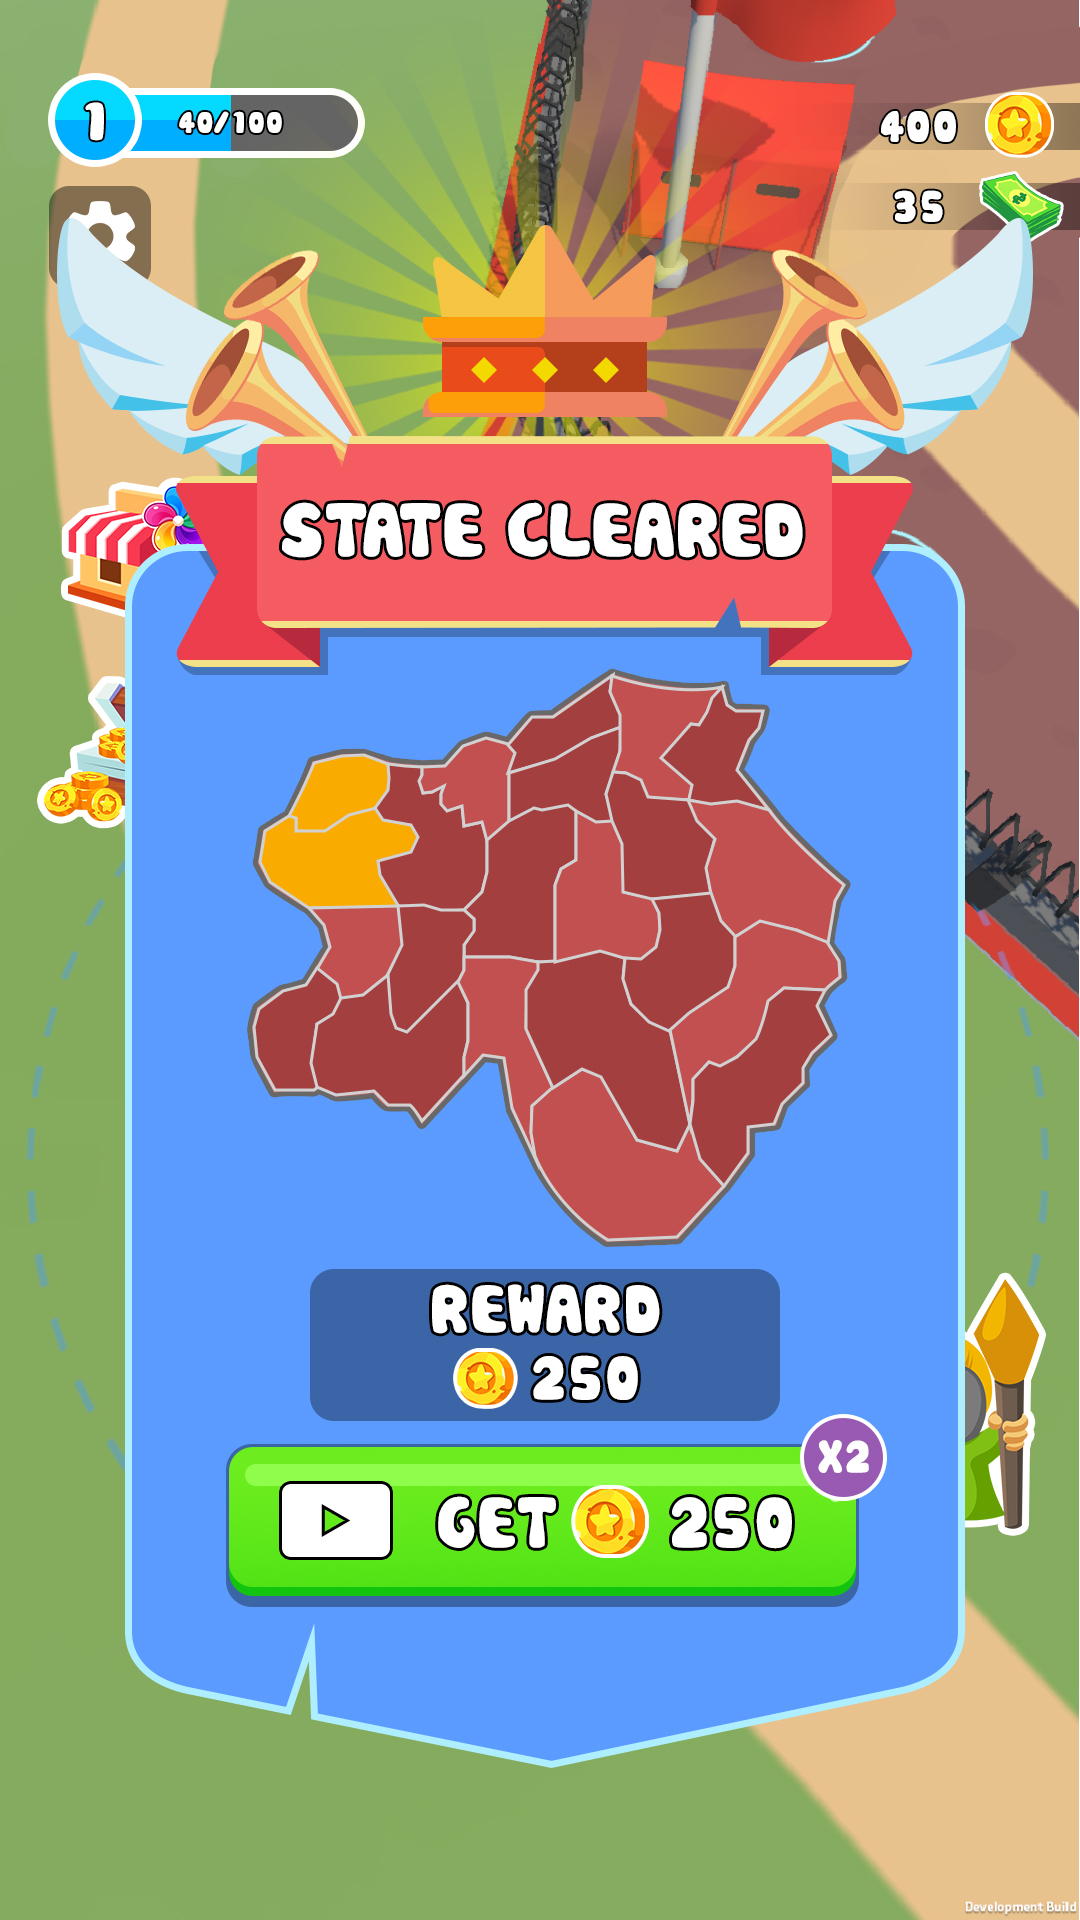 1
40/100
400
35
STATE CLEARED
REWARD
250
X2
GET 250
Development Build